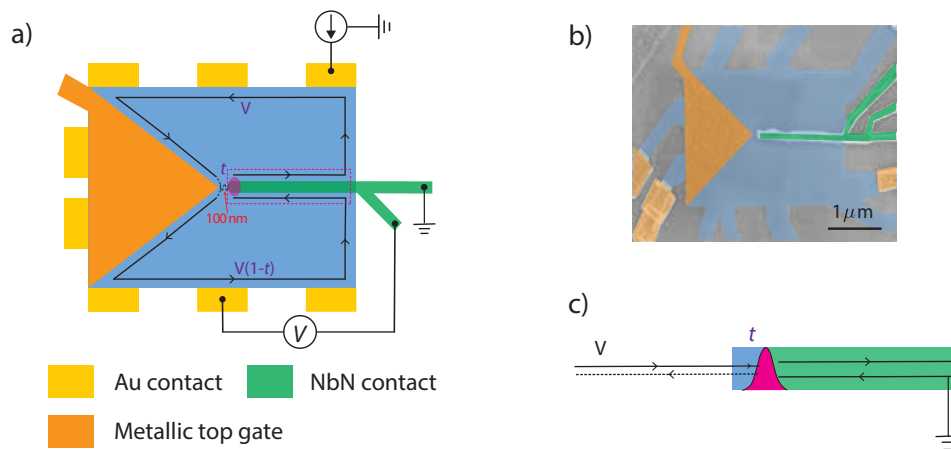 a)
V
t
100 nm
V(1-t)
V
Au contact
NbN contact
Metallic top gate
b)
1 μm
c)
t
V